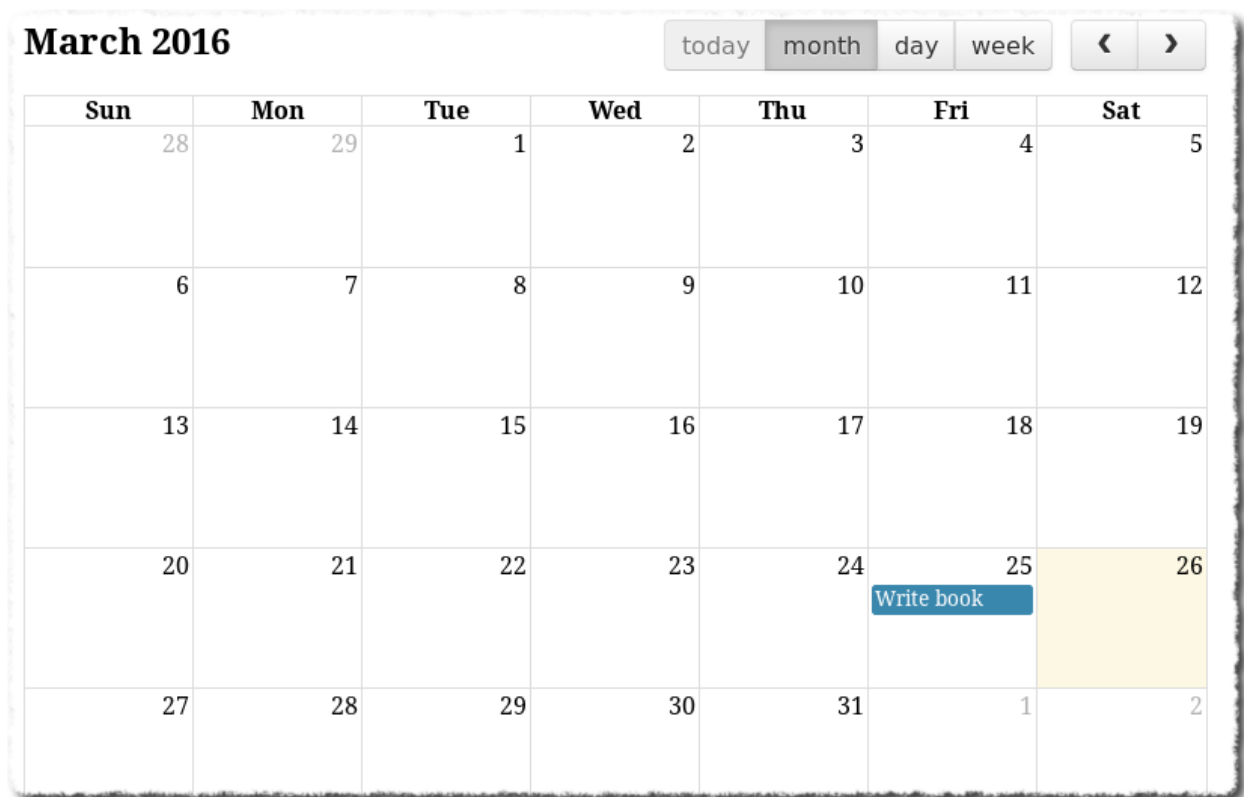 March 2016 today month day week ‹ ›
Sun Mon Tue Wed Thu Fri Sat
28 29 1 2 3 4 5
6 7 8 9 10 11 12
13 14 15 16 17 18 19
20 21 22 23 24 25 26
Write book
27 28 29 30 31 1 2